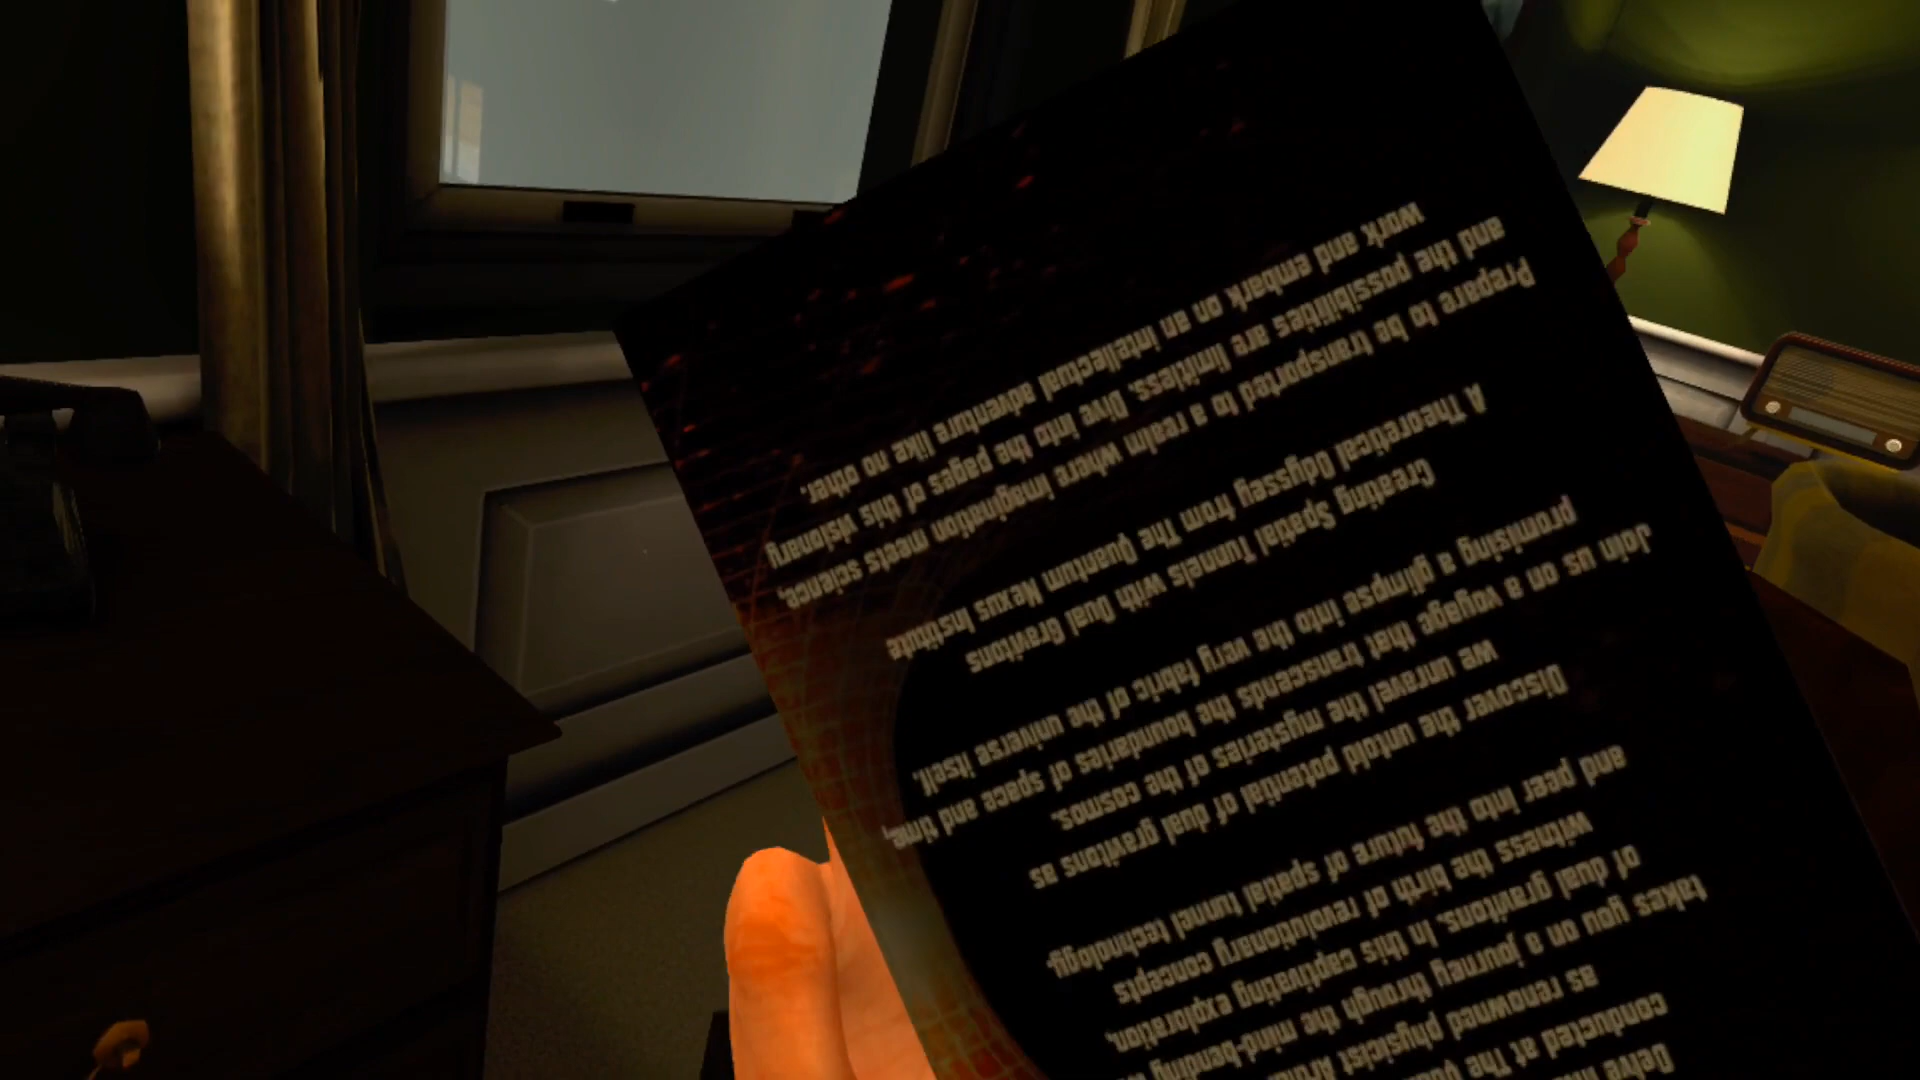 Delve
conducted at The
as renowned physicist
takes you on a journey through the mind-bending
of dual gravitons. In this captivating exploration,
witness the birth of revolutionary concepts
and peer into the future of spatial tunnel technology.
Discover the untold potential of dual gravitons as
we unravel the mysteries of the cosmos.
Join us on a voyage that transcends the boundaries of space and time,
promising a glimpse into the very fabric of the universe itself.
Creating Spatial Tunnels with Dual Gravitons
A Theoretical Odyssey from The Quantum Nexus Institute
Prepare to be transported to a realm where imagination meets science,
and the possibilities are limitless. Dive into the pages of this visionary
work and embark on an intellectual adventure like no other.